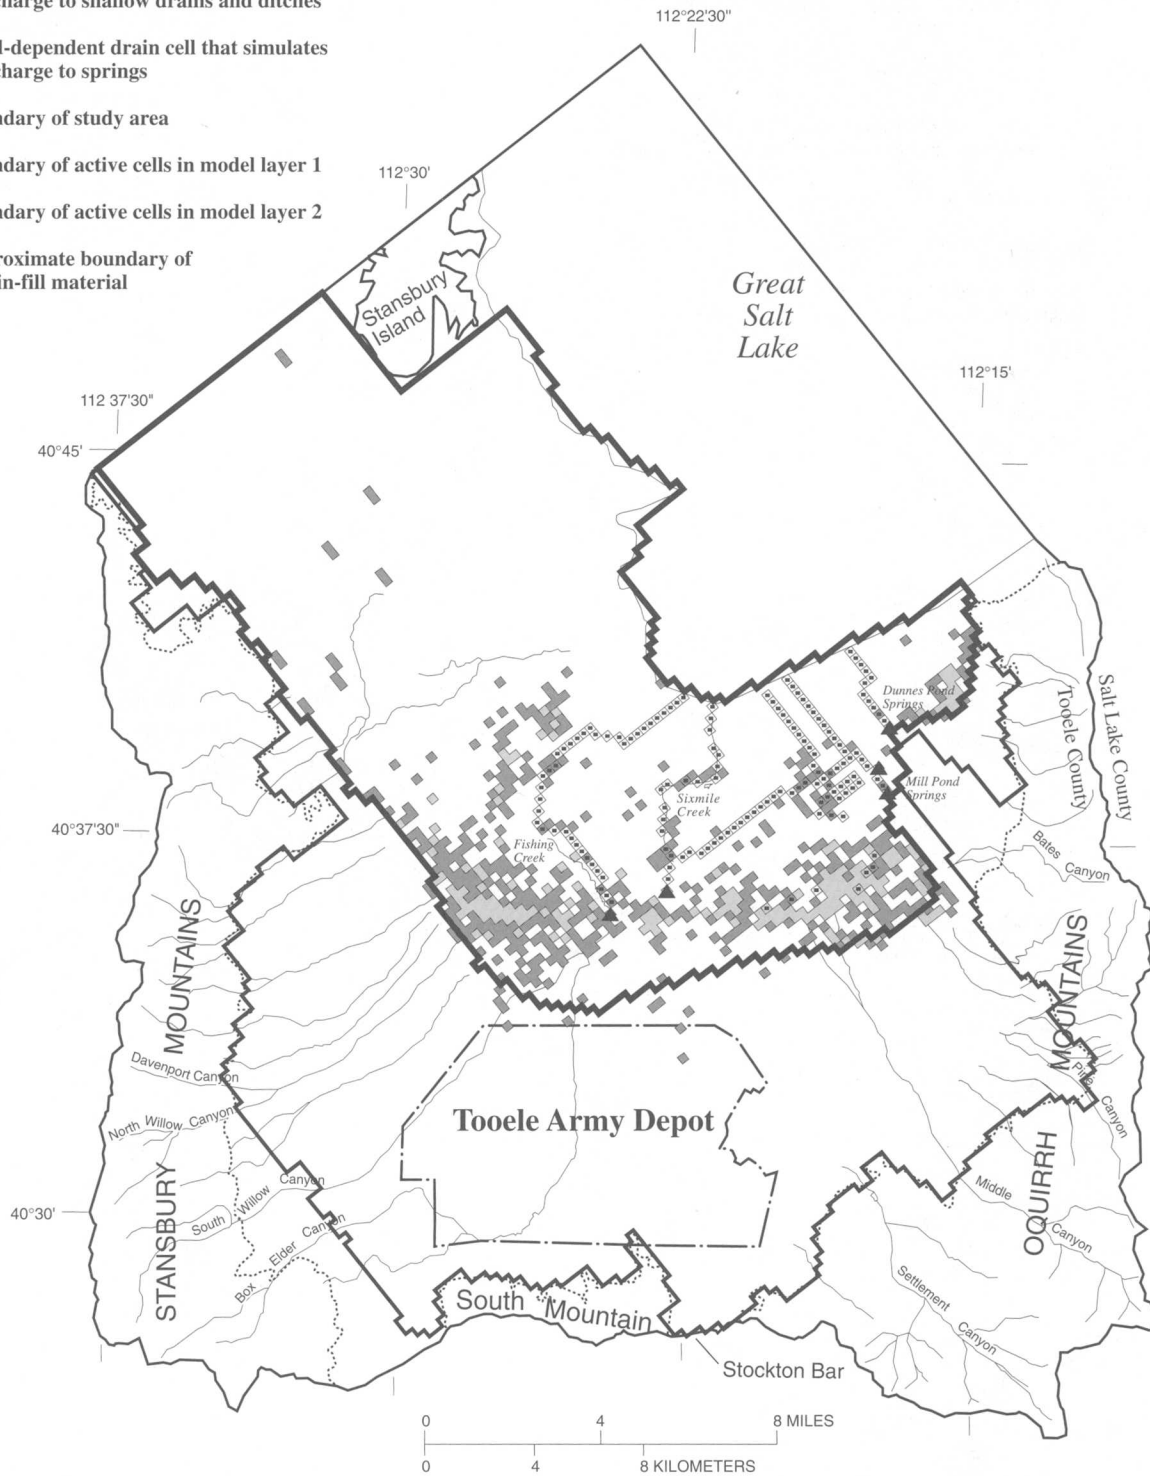 charge to shallow drains and ditches
-dependent drain cell that simulates
charge to springs
ndary of study area
ndary of active cells in model layer 1
ndary of active cells in model layer 2
roximate boundary of
in-fill material
112°22'30"
112°30'
Stansbury
Island
Great
Salt
Lake
112°15'
112 37'30"
40°45'
Dunnes Pond
Springs
Salt Lake County
Tooele County
Mill Pond
Springs
Sixmile
Creek
40°37'30"
Fishing
Creek
Bates Canyon
MOUNTAINS
MOUNTAINS
Davenport Canyon
Pine Canyon
North Willow Canyon
Tooele Army Depot
STANSBURY
South Willow Canyon
OQUIRRH
Middle Canyon
40°30'
Box Elder Canyon
Settlement Canyon
South Mountain
Stockton Bar
0 4 8 MILES
0 4 8 KILOMETERS